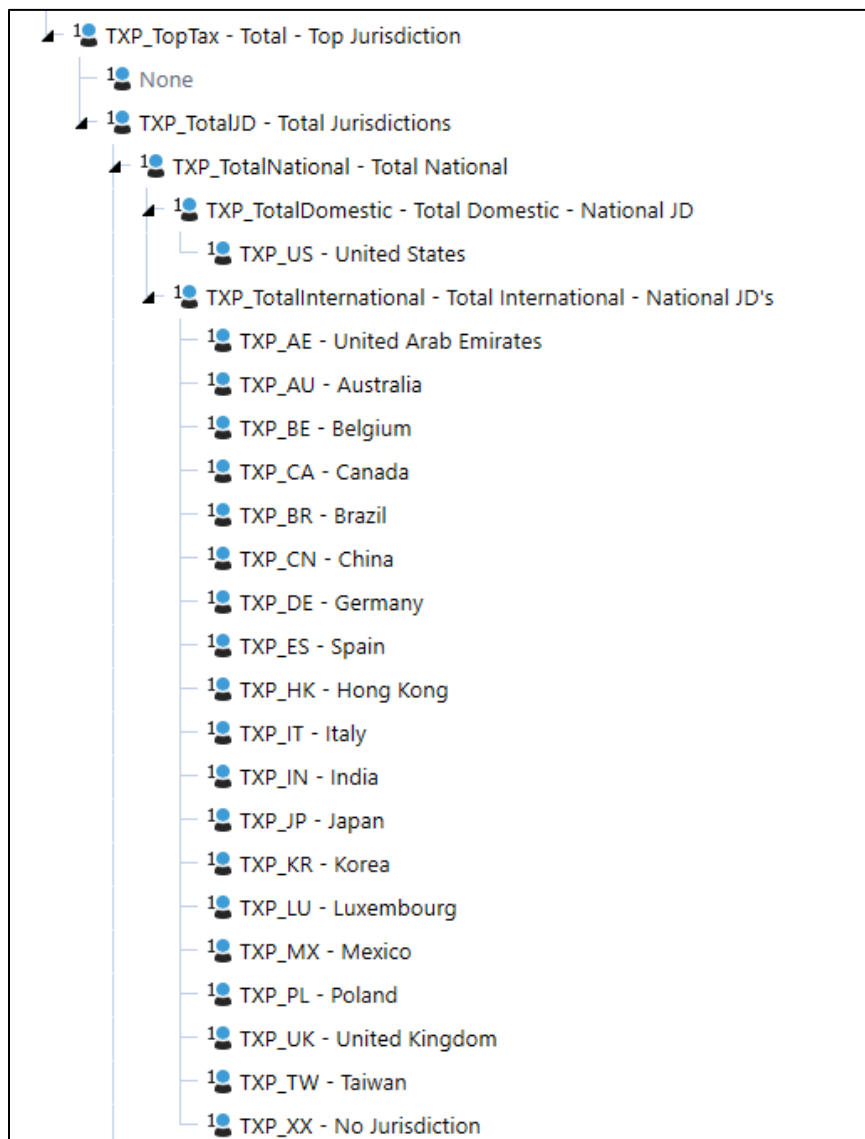 TXP_TopTax - Total - Top Jurisdiction
None
TXP_TotalJD - Total Jurisdictions
TXP_TotalNational - Total National
TXP_TotalDomestic - Total Domestic - National JD
TXP_US - United States
TXP_TotalInternational - Total International - National JD's
TXP_AE - United Arab Emirates
TXP_AU - Australia
TXP_BE - Belgium
TXP_CA - Canada
TXP_BR - Brazil
TXP_CN - China
TXP_DE - Germany
TXP_ES - Spain
TXP_HK - Hong Kong
TXP_IT - Italy
TXP_IN - India
TXP_JP - Japan
TXP_KR - Korea
TXP_LU - Luxembourg
TXP_MX - Mexico
TXP_PL - Poland
TXP_UK - United Kingdom
TXP_TW - Taiwan
TXP_XX - No Jurisdiction